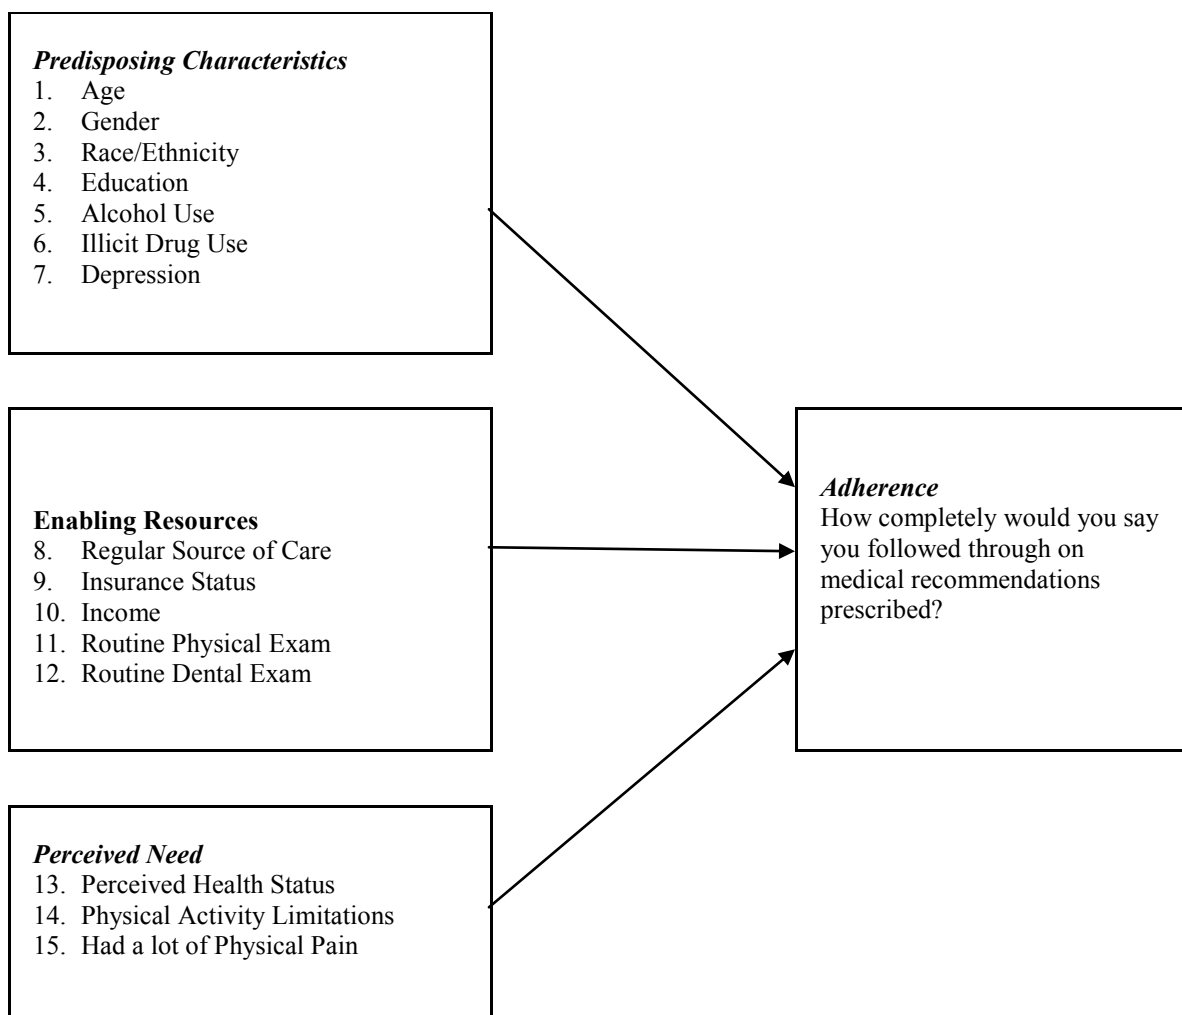 Predisposing Characteristics
1. Age
2. Gender
3. Race/Ethnicity
4. Education
5. Alcohol Use
6. Illicit Drug Use
7. Depression
Enabling Resources
8. Regular Source of Care
9. Insurance Status
10. Income
11. Routine Physical Exam
12. Routine Dental Exam
Adherence
How completely would you say
you followed through on
medical recommendations
prescribed?
Perceived Need
13. Perceived Health Status
14. Physical Activity Limitations
15. Had a lot of Physical Pain